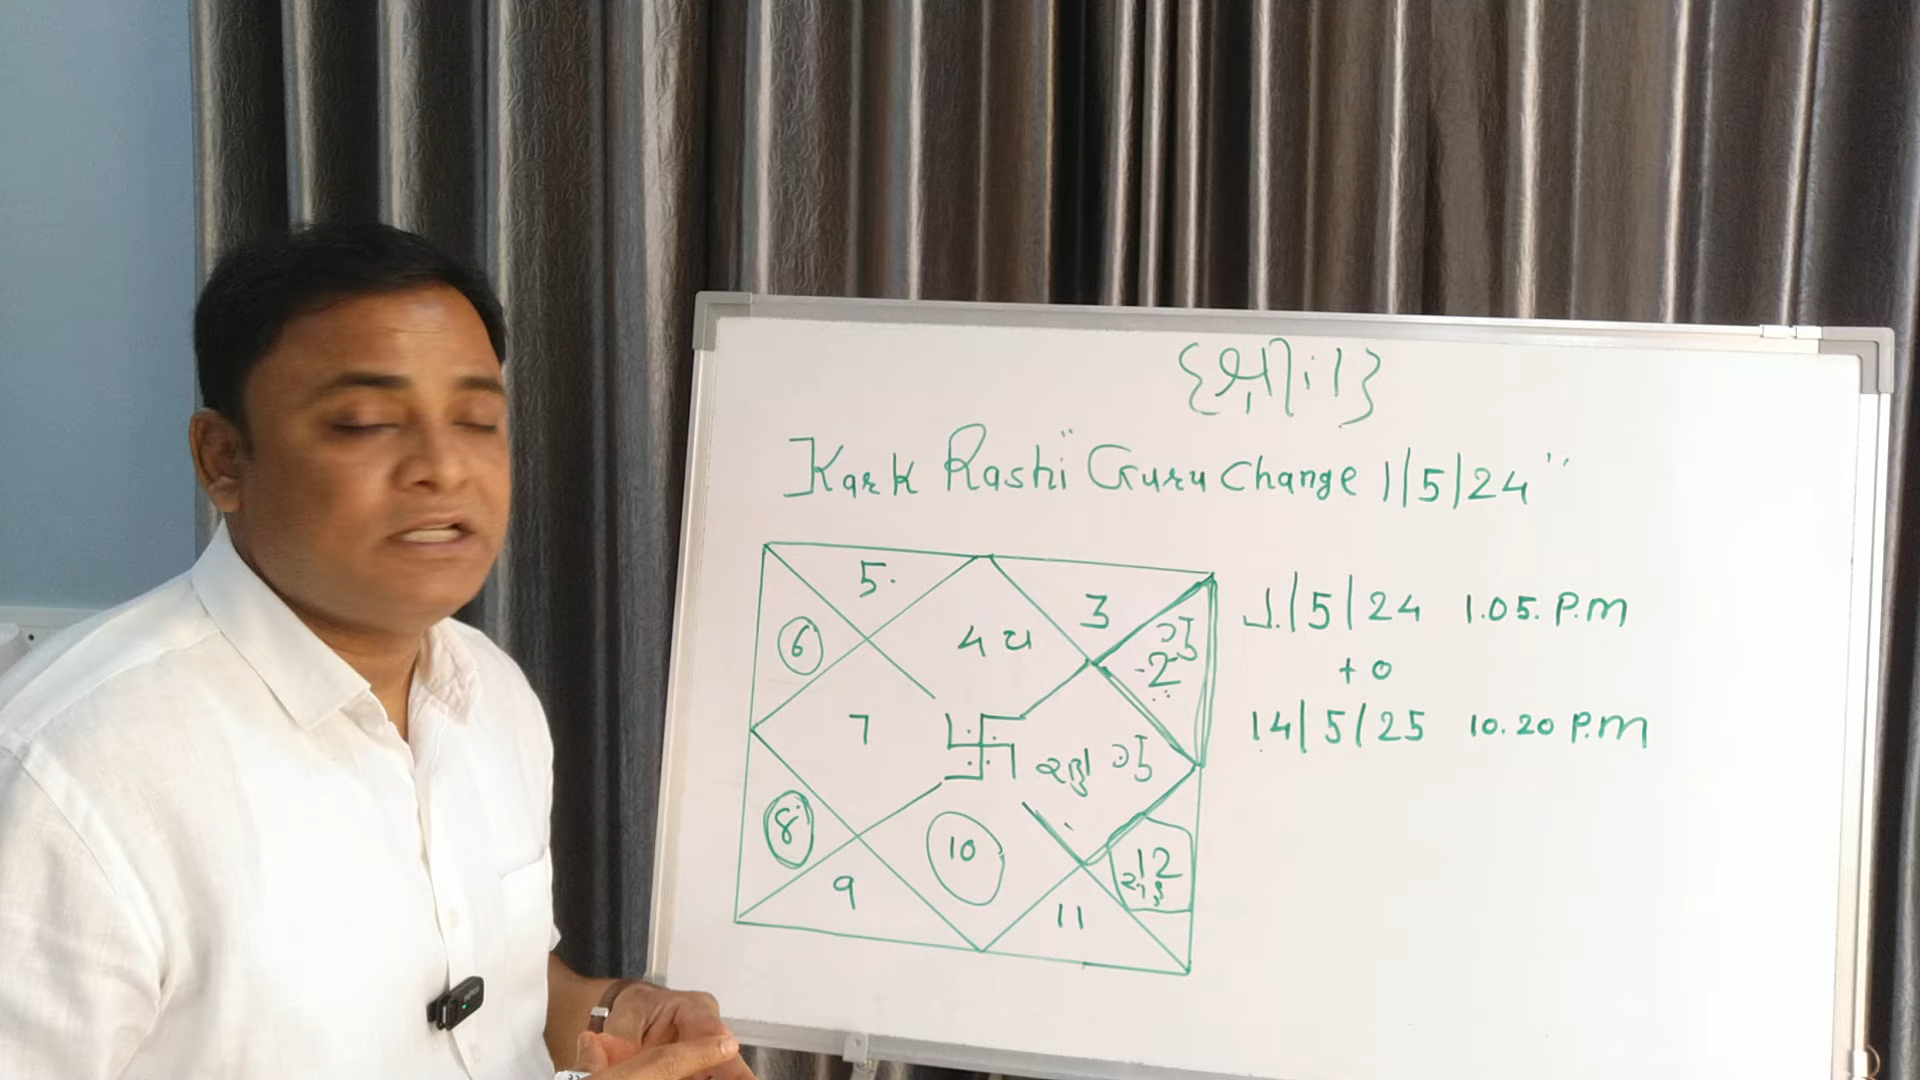 Kark Rashi "Guru Change 1/5/24"
1/5/24 1.05. P.m
to
14/5/25 10.20 P.m
5.
3
6
4 ચ
2
7
8
10
12
9
11